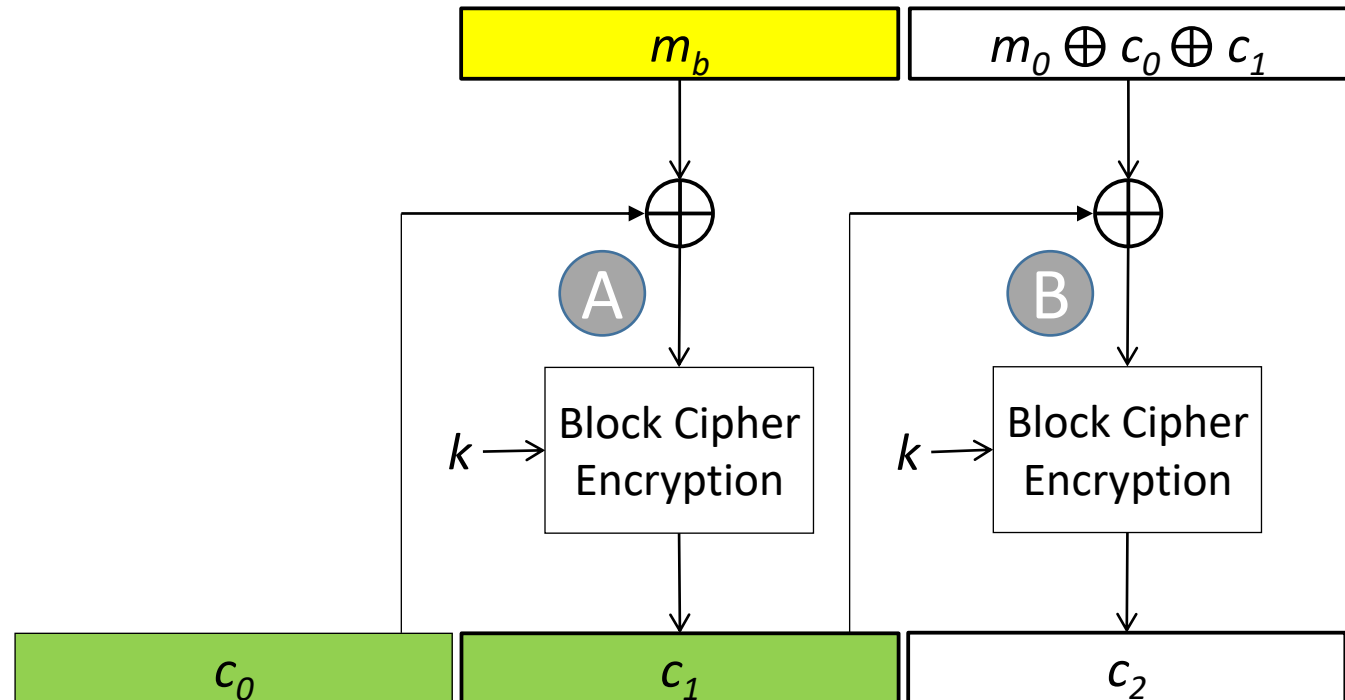 m_b
m_0 ⊕ c_0 ⊕ c_1
A
B
k
Block Cipher
Encryption
k
Block Cipher
Encryption
c_0
c_1
c_2